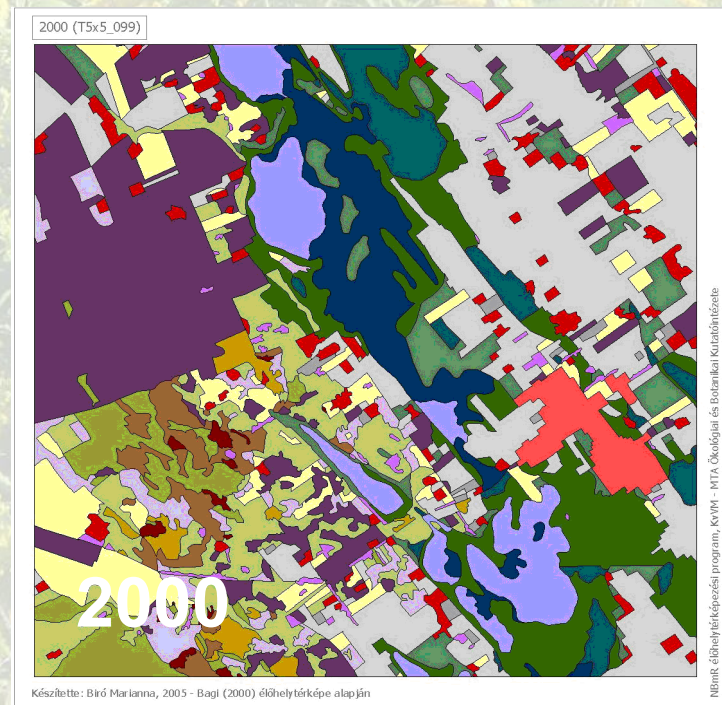 2000 (T5x5_099)
2000
Készítette: Biró Marianna, 2005 - Bagi (2000) élőhelytérképe alapján
NBmR élőhelytérképezési program, KvVM - MTA Ökológiai és Botanikai Kutatóintézete